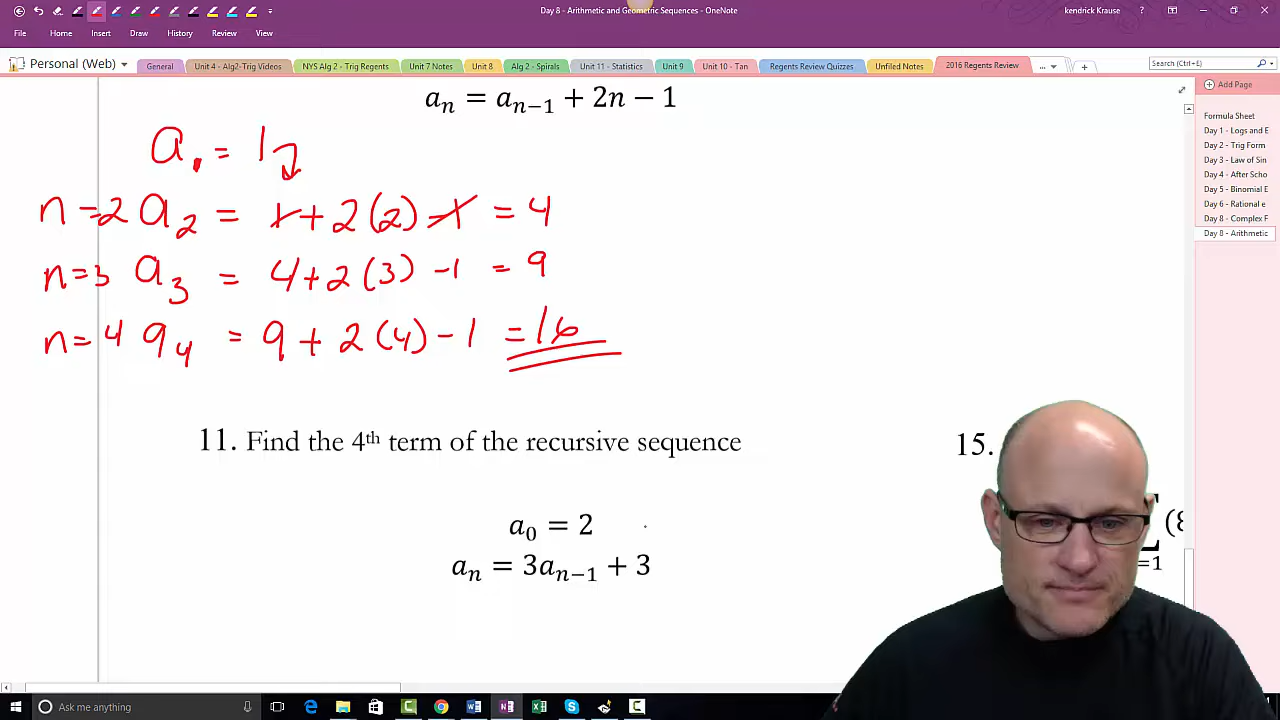 Day 8 - Arithmetic and Geometric Sequences - OneNote
kendrick Krause
?
File Home Insert Draw History Review View
Personal (Web)
General Unit 4 - Alg2-Trig Videos NYS Alg 2 - Trig Regents Unit 7 Notes Unit 8 Alg 2 - Spirals Unit 11 - Statistics Unit 9 Unit 10 - Tan Regents Review Quizzes Unfiled Notes 2016 Regents Review ... +
Search (Ctrl+E)
Add Page
Formula Sheet
Day 1 - Logs and E
Day 2 - Trig Form
Day 3 - Law of Sin
Day 4 - After Scho
Day 5 - Binomial E
Day 6 - Rational e
Day 8 - Complex F
Day 8 - Arithmetic
aₙ = aₙ₋₁ + 2n − 1
a₁ = 1
n=2 a₂ = 1 + 2(2) - 1 = 4
n=3 a₃ = 4 + 2(3) - 1 = 9
n=4 a₄ = 9 + 2(4) - 1 = 16
11. Find the 4th term of the recursive sequence
a₀ = 2
aₙ = 3aₙ₋₁ + 3
15.
(8
=1
Ask me anything